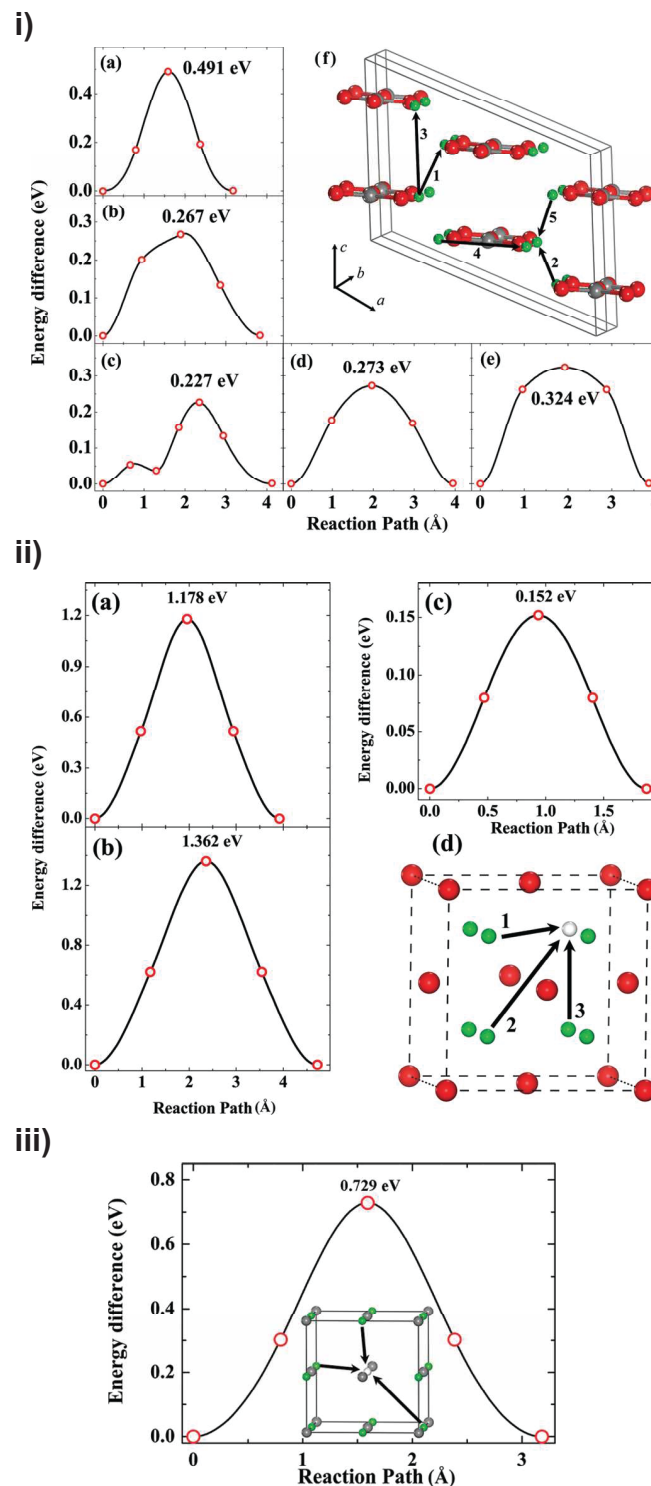 i)
(a)
0.491 eV
0.4
0.2
0.0
(b)
0.267 eV
0.3
0.2
0.1
0.0
(c)
0.227 eV
0.3
0.2
0.1
0.0
0 1 2 3 4
(d)
0.273 eV
0 1 2 3 4
(e)
0.324 eV
0 1 2 3
Energy difference (eV)
Reaction Path (Å)
(f)
3
1
5
4
2
c
b
a
ii)
(a)
1.178 eV
1.2
0.9
0.6
0.3
0.0
(b)
1.362 eV
1.2
0.8
0.4
0.0
0 1 2 3 4
Energy difference (eV)
Reaction Path (Å)
(c)
0.152 eV
0.15
0.10
0.05
0.00
0.0 0.5 1.0 1.5
Energy difference (eV)
Reaction Path (Å)
(d)
1
2
3
iii)
0.729 eV
0.8
0.6
0.4
0.2
0.0
0 1 2 3
Energy difference (eV)
Reaction Path (Å)